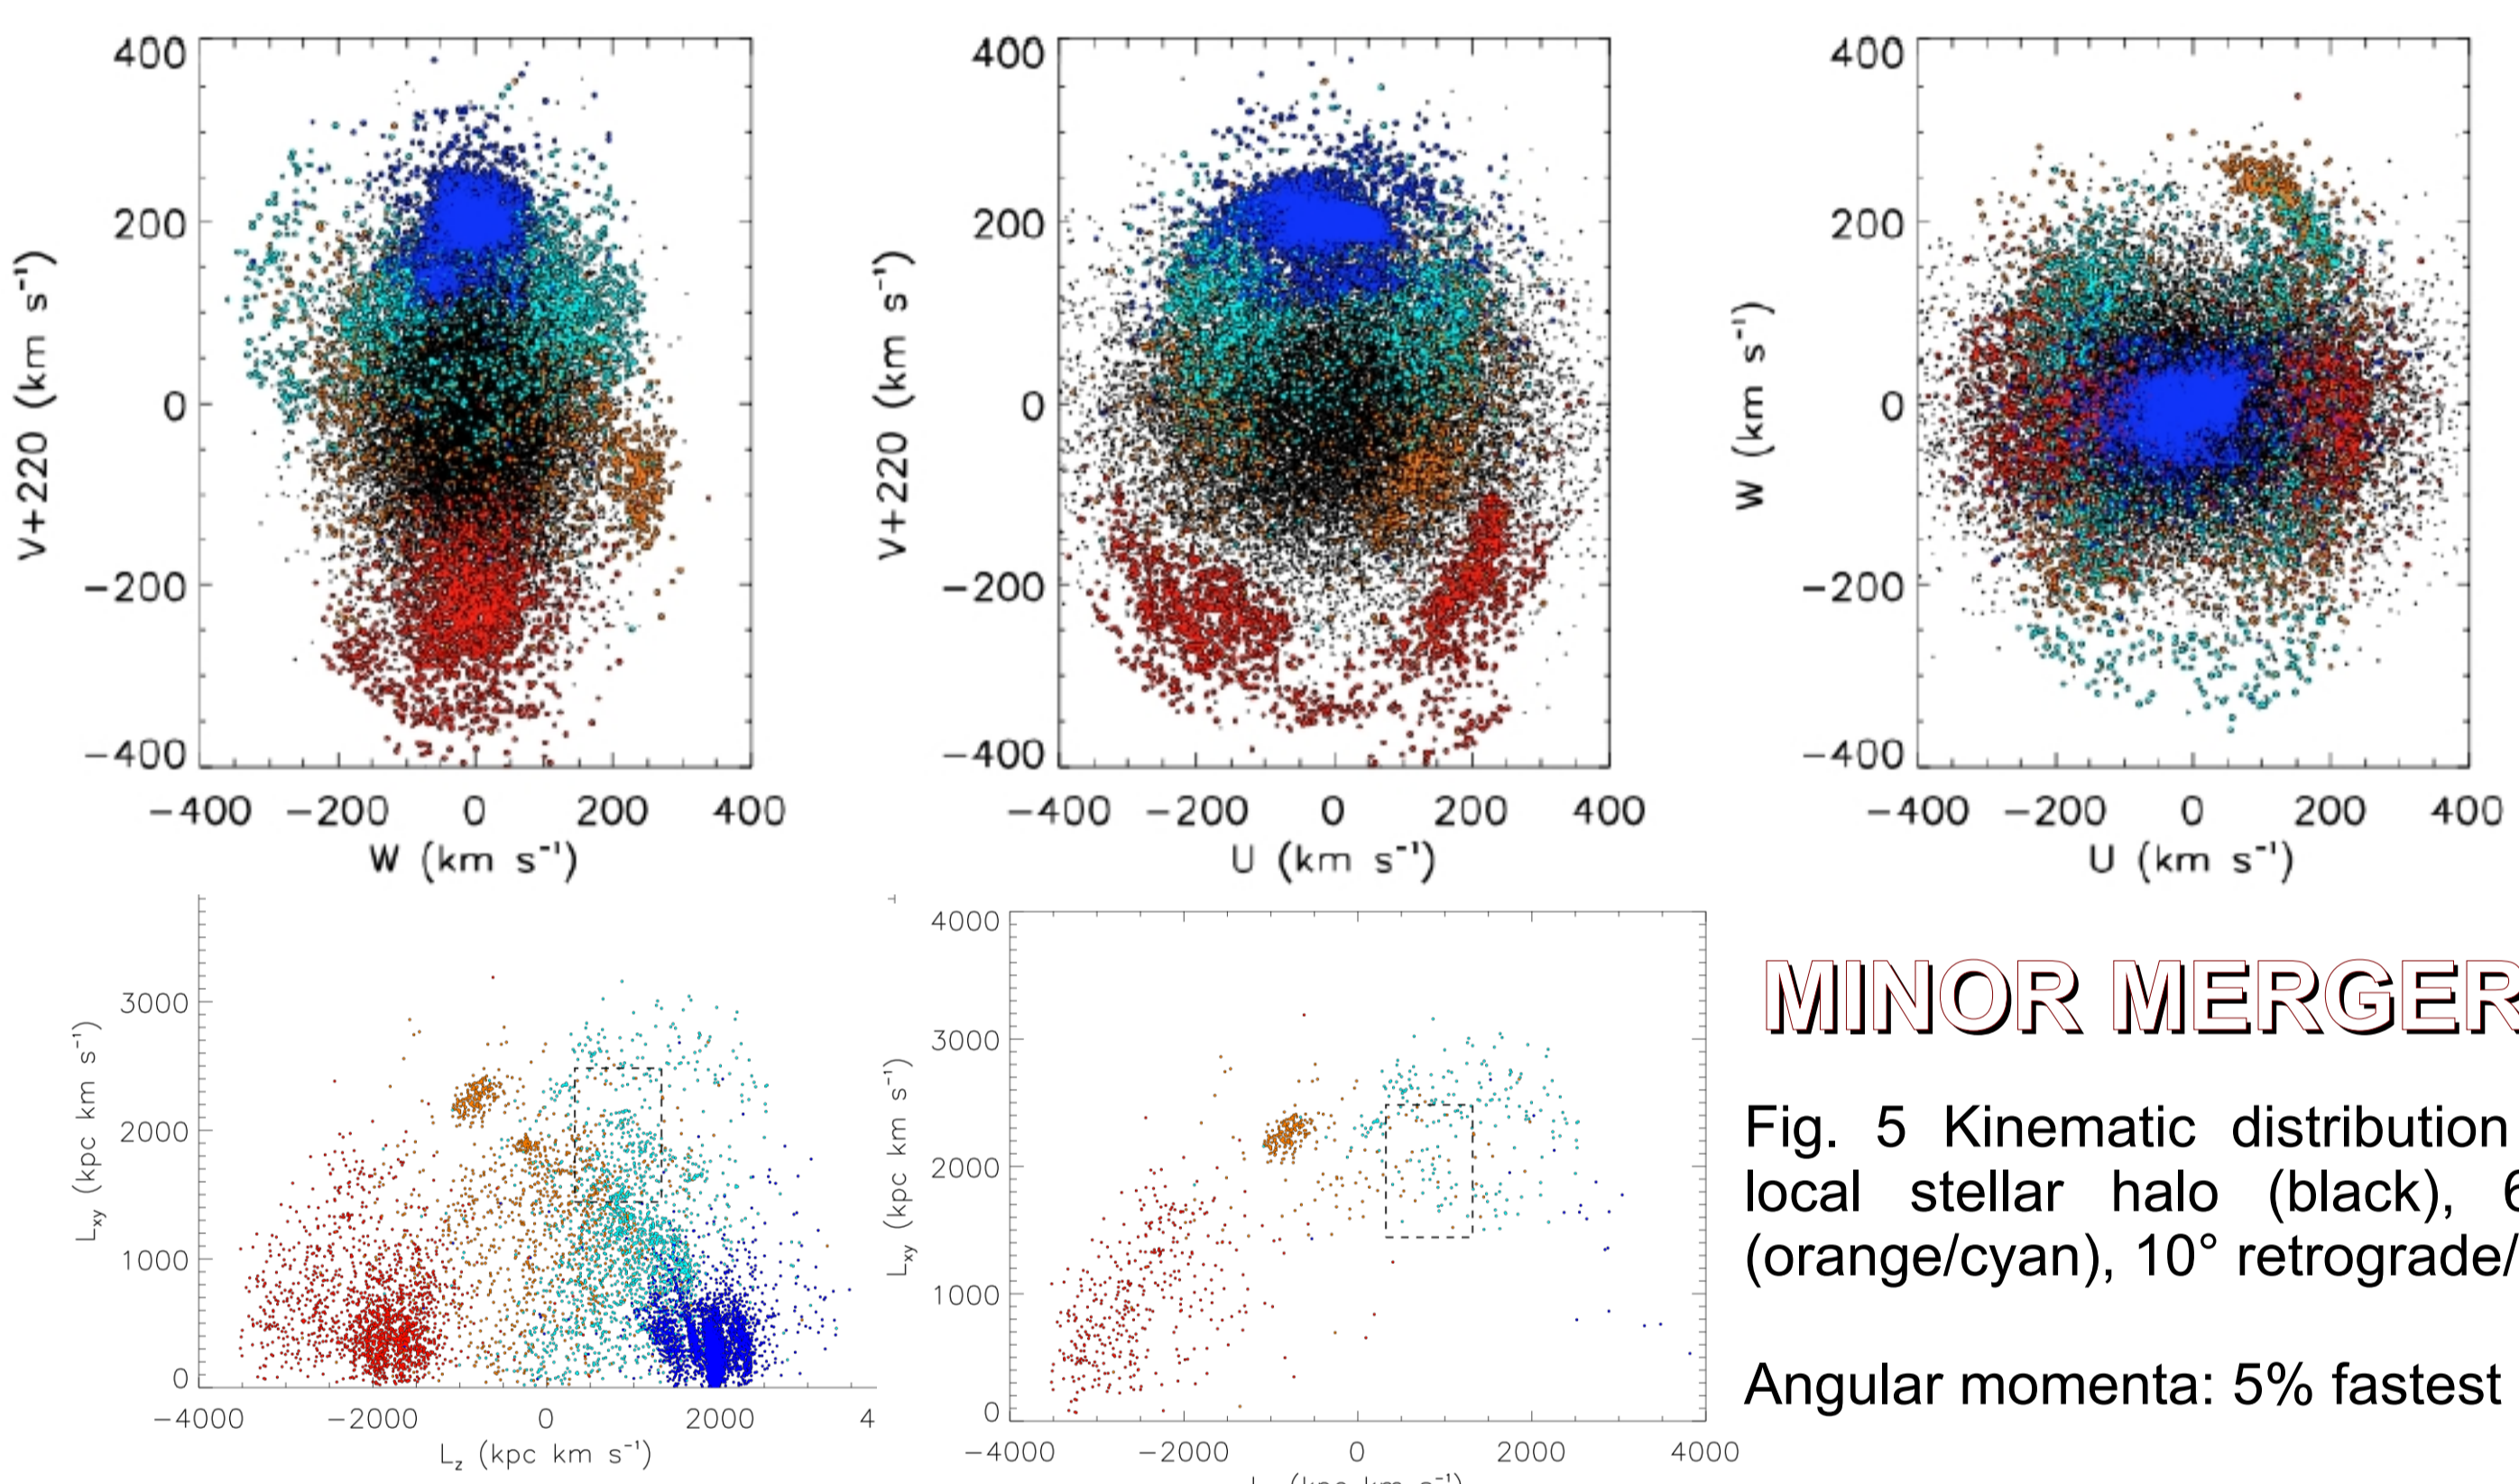 400
200
0
−200
−400
V+220 (km s⁻¹)
−400 −200 0 200 400
W (km s⁻¹)
400
200
0
−200
−400
V+220 (km s⁻¹)
−400 −200 0 200 400
U (km s⁻¹)
400
200
0
−200
−400
W (km s⁻¹)
−400 −200 0 200 400
U (km s⁻¹)
3000
2000
1000
0
Lxy (kpc km s⁻¹)
−4000 −2000 0 2000 4
Lz (kpc km s⁻¹)
4000
3000
2000
1000
0
Lxy (kpc km s⁻¹)
−4000 −2000 0 2000 4000
MINOR MERGER
Fig. 5 Kinematic distribution
local stellar halo (black), 6
(orange/cyan), 10° retrograde/
Angular momenta: 5% fastest